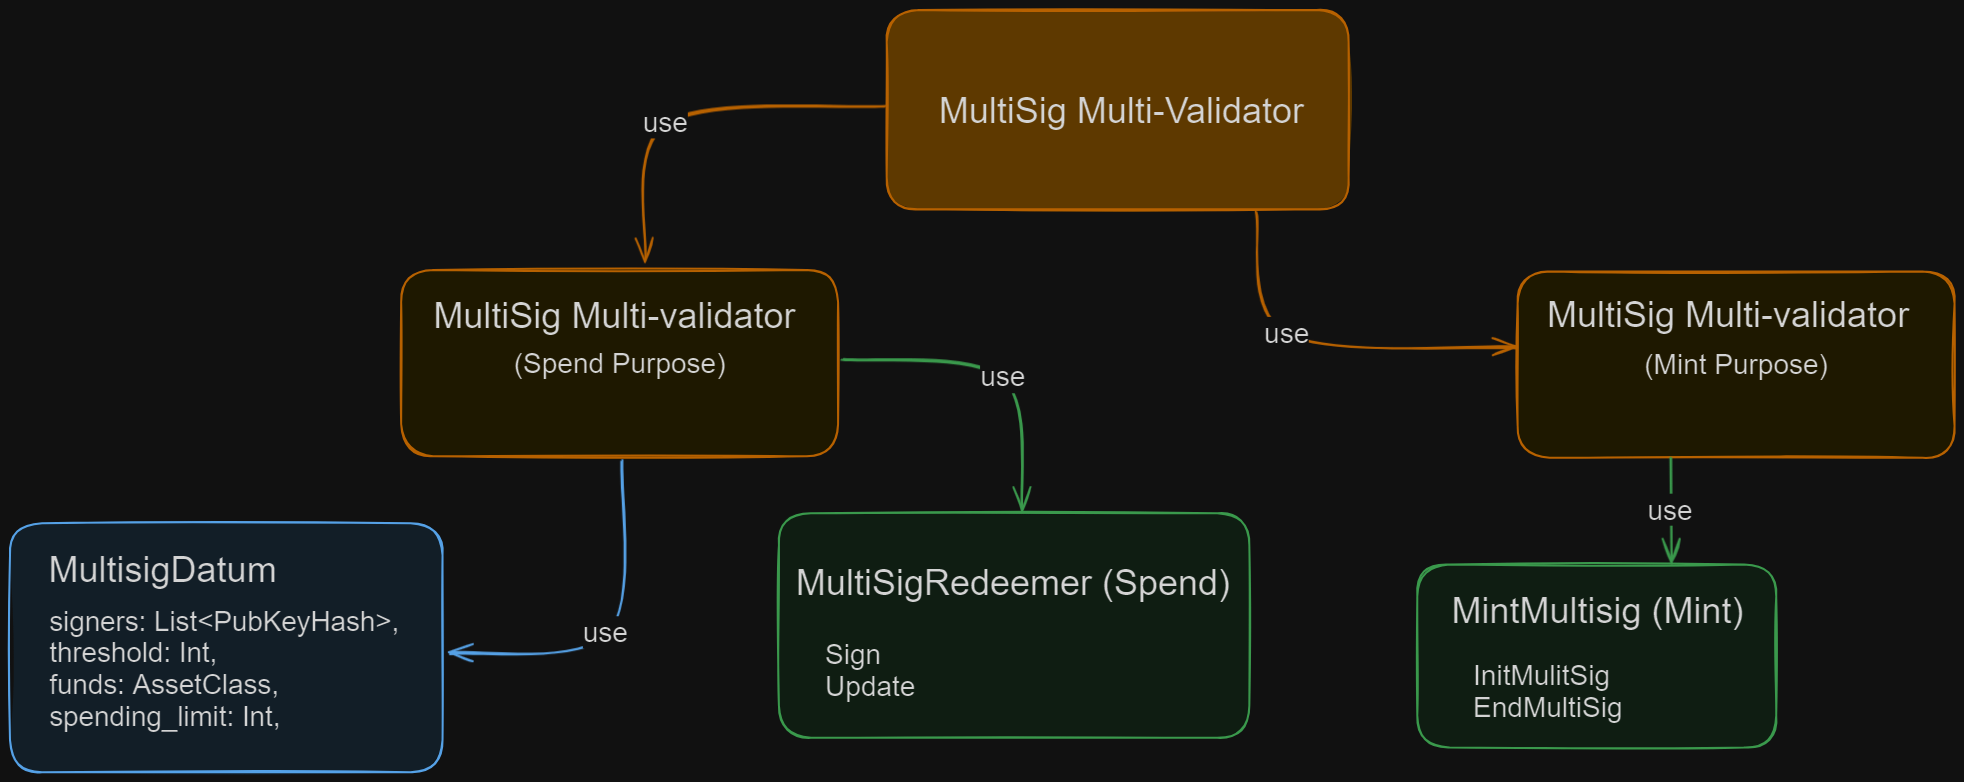 MultiSig Multi-Validator
use
use
MultiSig Multi-validator
(Spend Purpose)
use
use
MultiSig Multi-validator
(Mint Purpose)
use
MultisigDatum
signers: List<PubKeyHash>,
threshold: Int,
funds: AssetClass,
spending_limit: Int,
MultiSigRedeemer (Spend)
Sign
Update
MintMultisig (Mint)
InitMulitSig
EndMultiSig